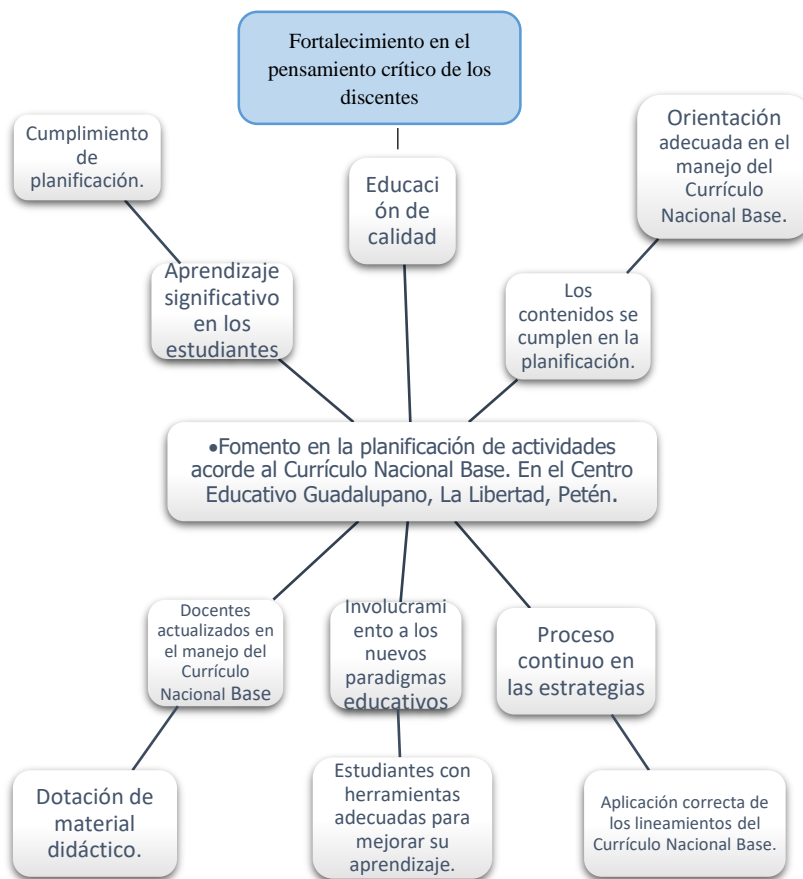 Fortalecimiento en el
pensamiento crítico de los
discentes
Cumplimiento
de
planificación.
Educaci
ón de
calidad
Orientación
adecuada en el
manejo del
Currículo
Nacional Base.
Aprendizaje
significativo
en los
estudiantes
Los
contenidos se
cumplen en la
planificación.
•Fomento en la planificación de actividades
acorde al Currículo Nacional Base. En el Centro
Educativo Guadalupano, La Libertad, Petén.
Docentes
actualizados en
el manejo del
Currículo
Nacional Base
Involucrami
ento a los
nuevos
paradigmas
educativos
Proceso
continuo en
las estrategias
Dotación de
material
didáctico.
Estudiantes con
herramientas
adecuadas para
mejorar su
aprendizaje.
Aplicación correcta de
los lineamientos del
Currículo Nacional Base.